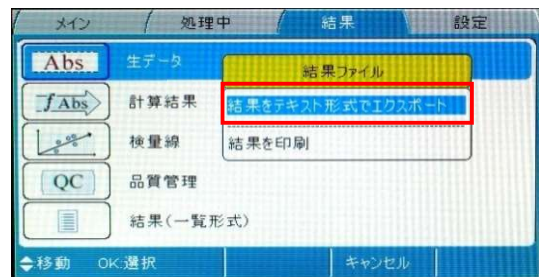 メイン
処理中
結果
設定
Abs
生データ
結果ファイル
fAbs
計算結果
結果をテキスト形式でエクスポート
検量線
結果を印刷
QC
品質管理
結果(一覧形式)
移動 OK:選択 キャンセル